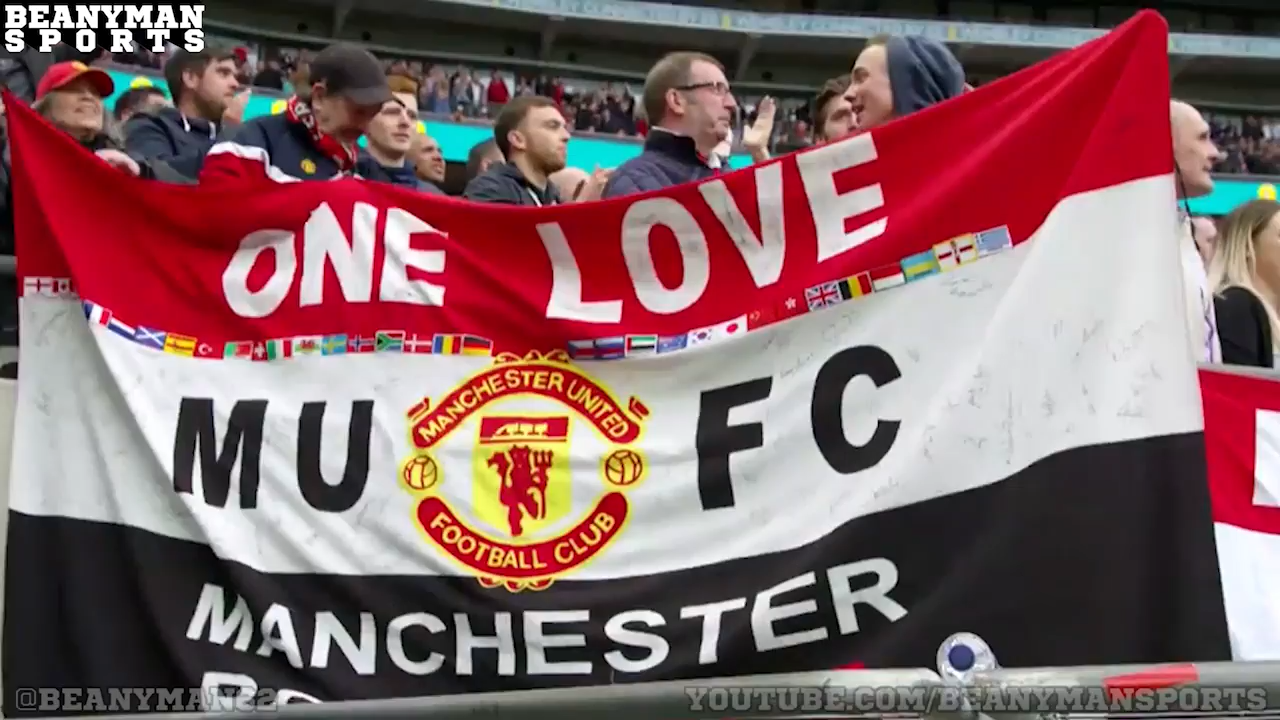 BEANYMAN
SPORTS
ONE LOVE
MU FC
MANCHESTER UNITED
FOOTBALL CLUB
MANCHESTER
@BEANYMAN22
YOUTUBE.COM/BEANYMANSPORTS